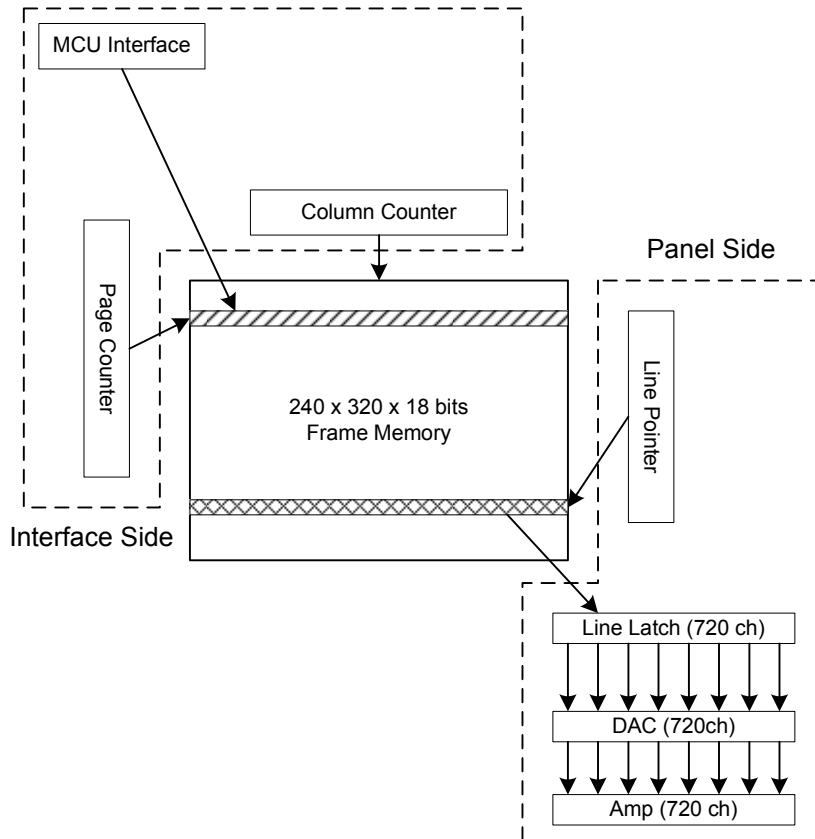 MCU Interface
Column Counter
Panel Side
Page Counter
Line Pointer
240 x 320 x 18 bits
Frame Memory
Interface Side
Line Latch (720 ch)
DAC (720ch)
Amp (720 ch)